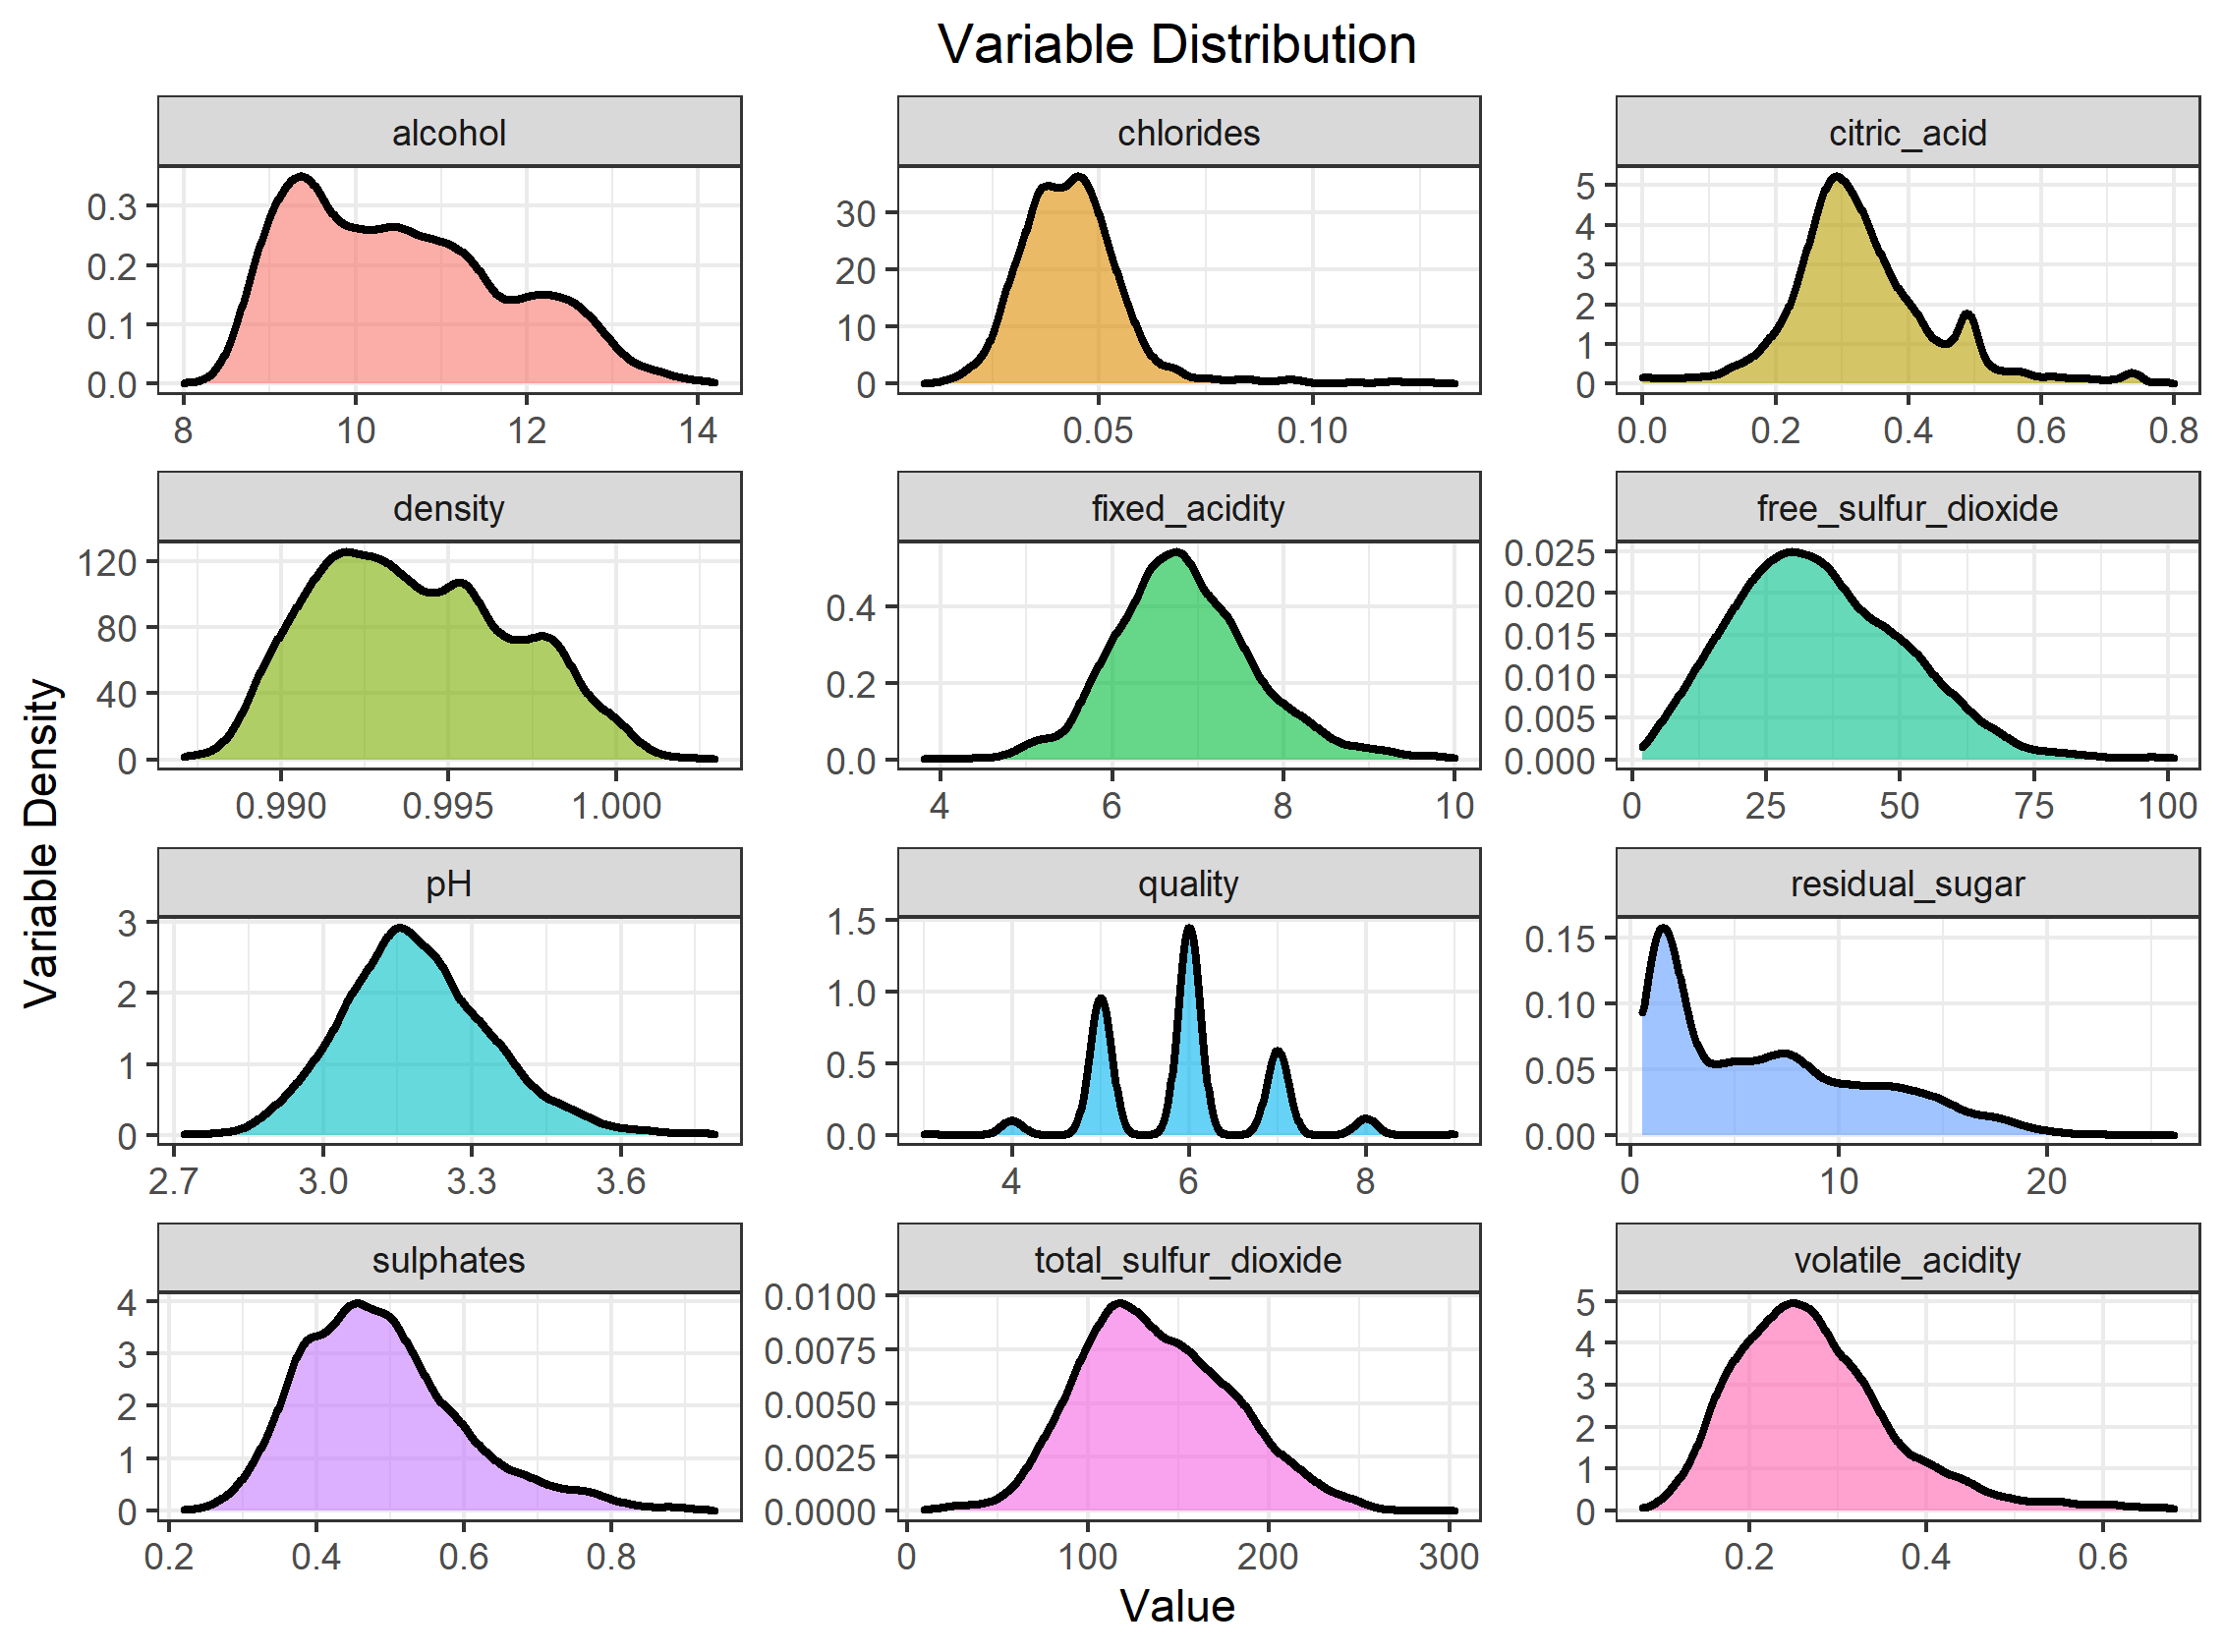 Variable Distribution
alcohol
chlorides
citric_acid
0.3
0.2
0.1
0.0
8 10 12 14
30
20
10
0
0.05 0.10
5
4
3
2
1
0
0.0 0.2 0.4 0.6 0.8
density
fixed_acidity
free_sulfur_dioxide
120
80
40
0
0.990 0.995 1.000
0.4
0.2
0.0
4 6 8 10
0.025
0.020
0.015
0.010
0.005
0.000
0 25 50 75 100
Variable Density
pH
quality
residual_sugar
3
2
1
0
2.7 3.0 3.3 3.6
1.5
1.0
0.5
0.0
4 6 8
0.15
0.10
0.05
0.00
0 10 20
sulphates
total_sulfur_dioxide
volatile_acidity
4
3
2
1
0
0.2 0.4 0.6 0.8
0.0100
0.0075
0.0050
0.0025
0.0000
0 100 200 300
5
4
3
2
1
0
0.2 0.4 0.6
Value